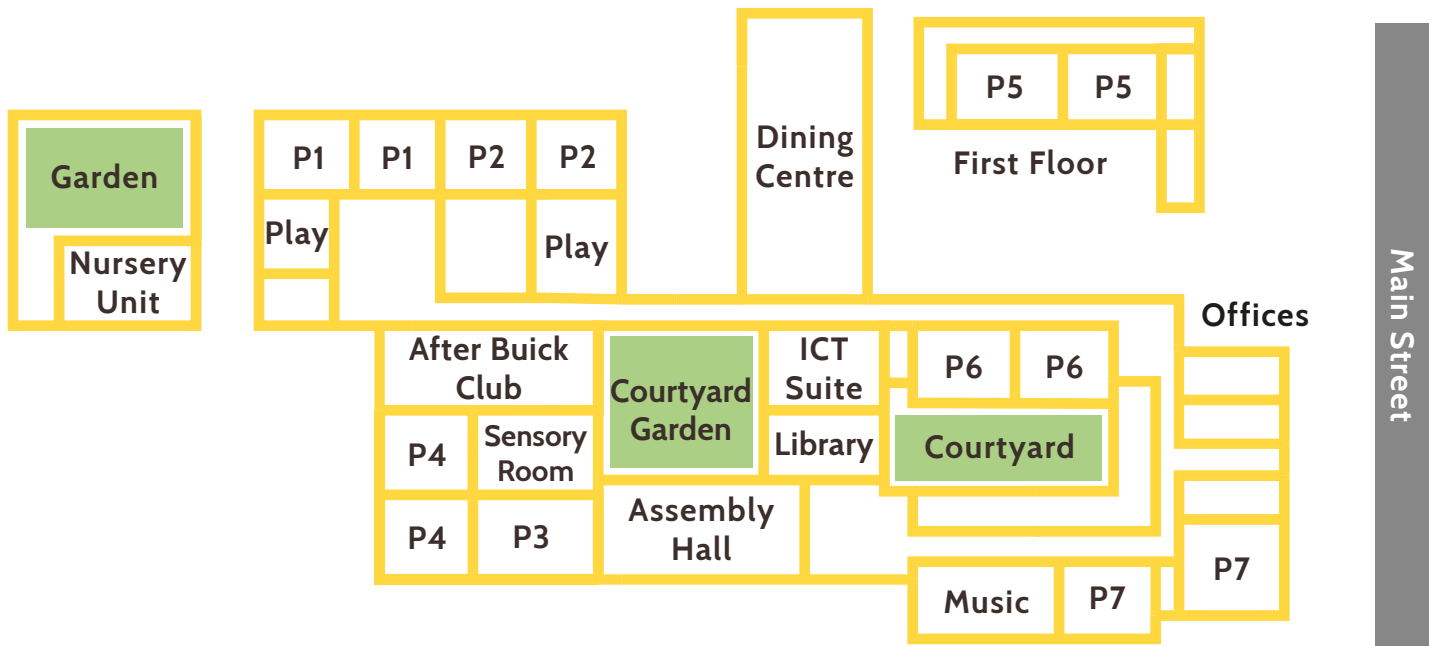 Garden
Nursery
Unit
P1
P1
P2
P2
Play
Play
Dining
Centre
P5
P5
First Floor
Main Street
Offices
After Buick
Club
Courtyard
Garden
ICT
Suite
P6
P6
P4
Sensory
Room
Library
Courtyard
P4
P3
Assembly
Hall
Music
P7
P7